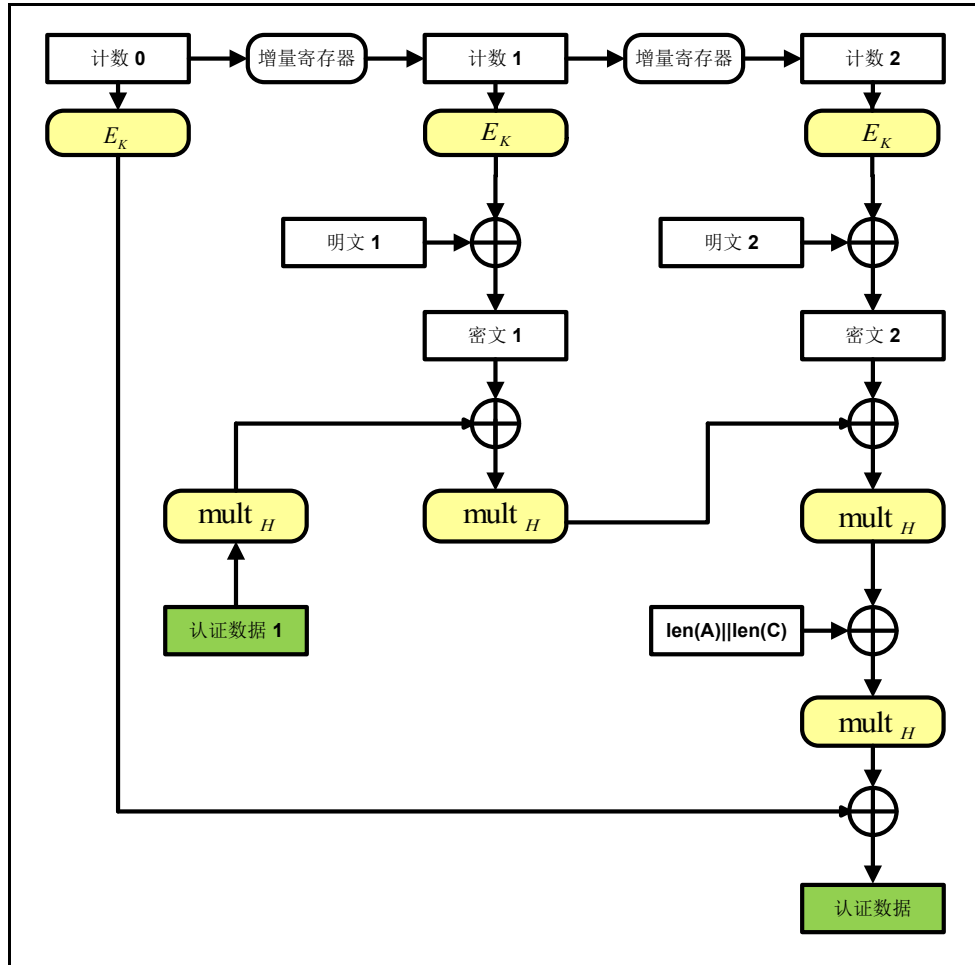 计数 0
增量寄存器
计数 1
增量寄存器
计数 2
E_K
E_K
E_K
明文 1
明文 2
密文 1
密文 2
mult_H
mult_H
mult_H
认证数据 1
len(A)||len(C)
mult_H
认证数据